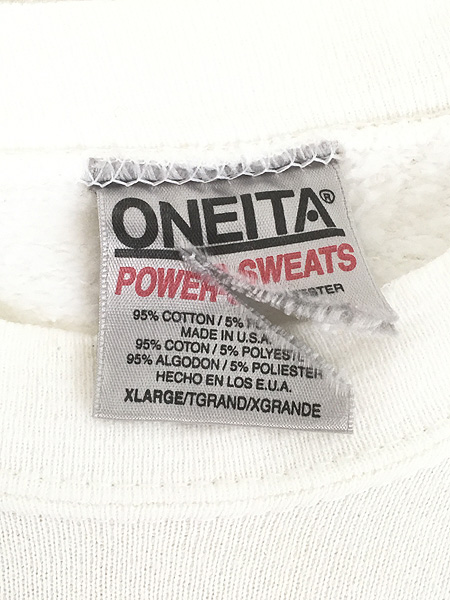 ONEITA®
POWER SWEATS
95% COTTON / 5% POLYESTER
MADE IN U.S.A.
95% COTON / 5% POLYESTE
95% ALGODON / 5% POLIESTER
HECHO EN LOS E.U.A.
XLARGE/TGRAND/XGRANDE